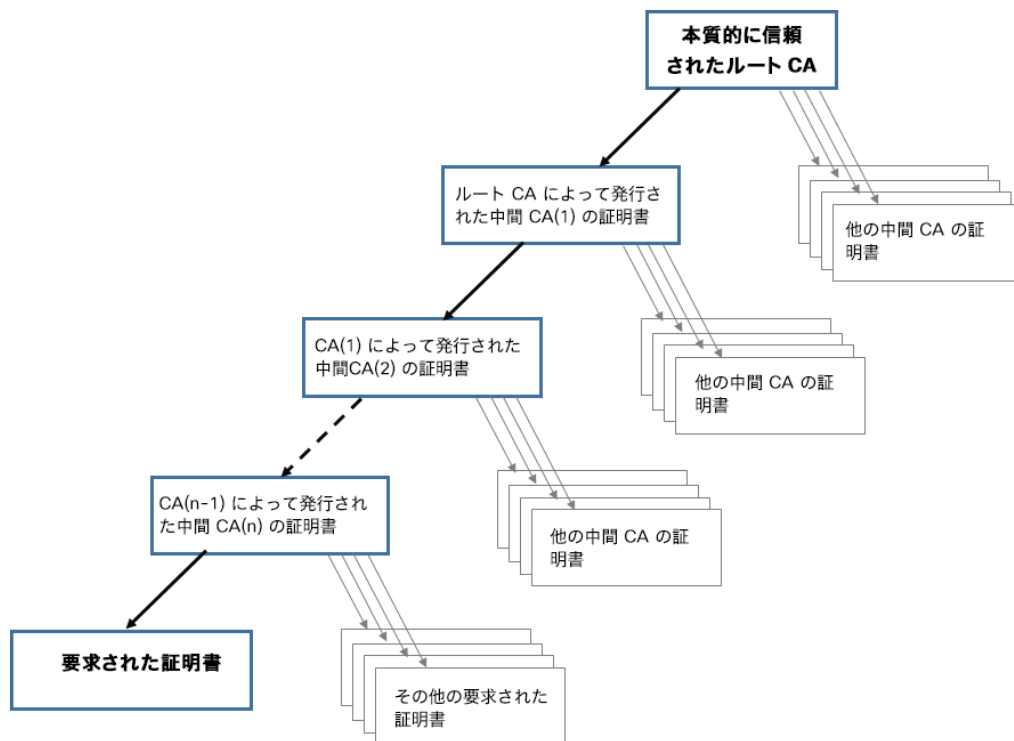 本質的に信頼
されたルート CA
ルート CA によって発行さ
れた中間 CA(1) の証明書
他の中間 CA の証
明書
CA(1) によって発行された
中間CA(2) の証明書
他の中間 CA の証
明書
CA(n-1) によって発行され
た中間 CA(n) の証明書
他の中間 CA の証
明書
要求された証明書
その他の要求された
証明書